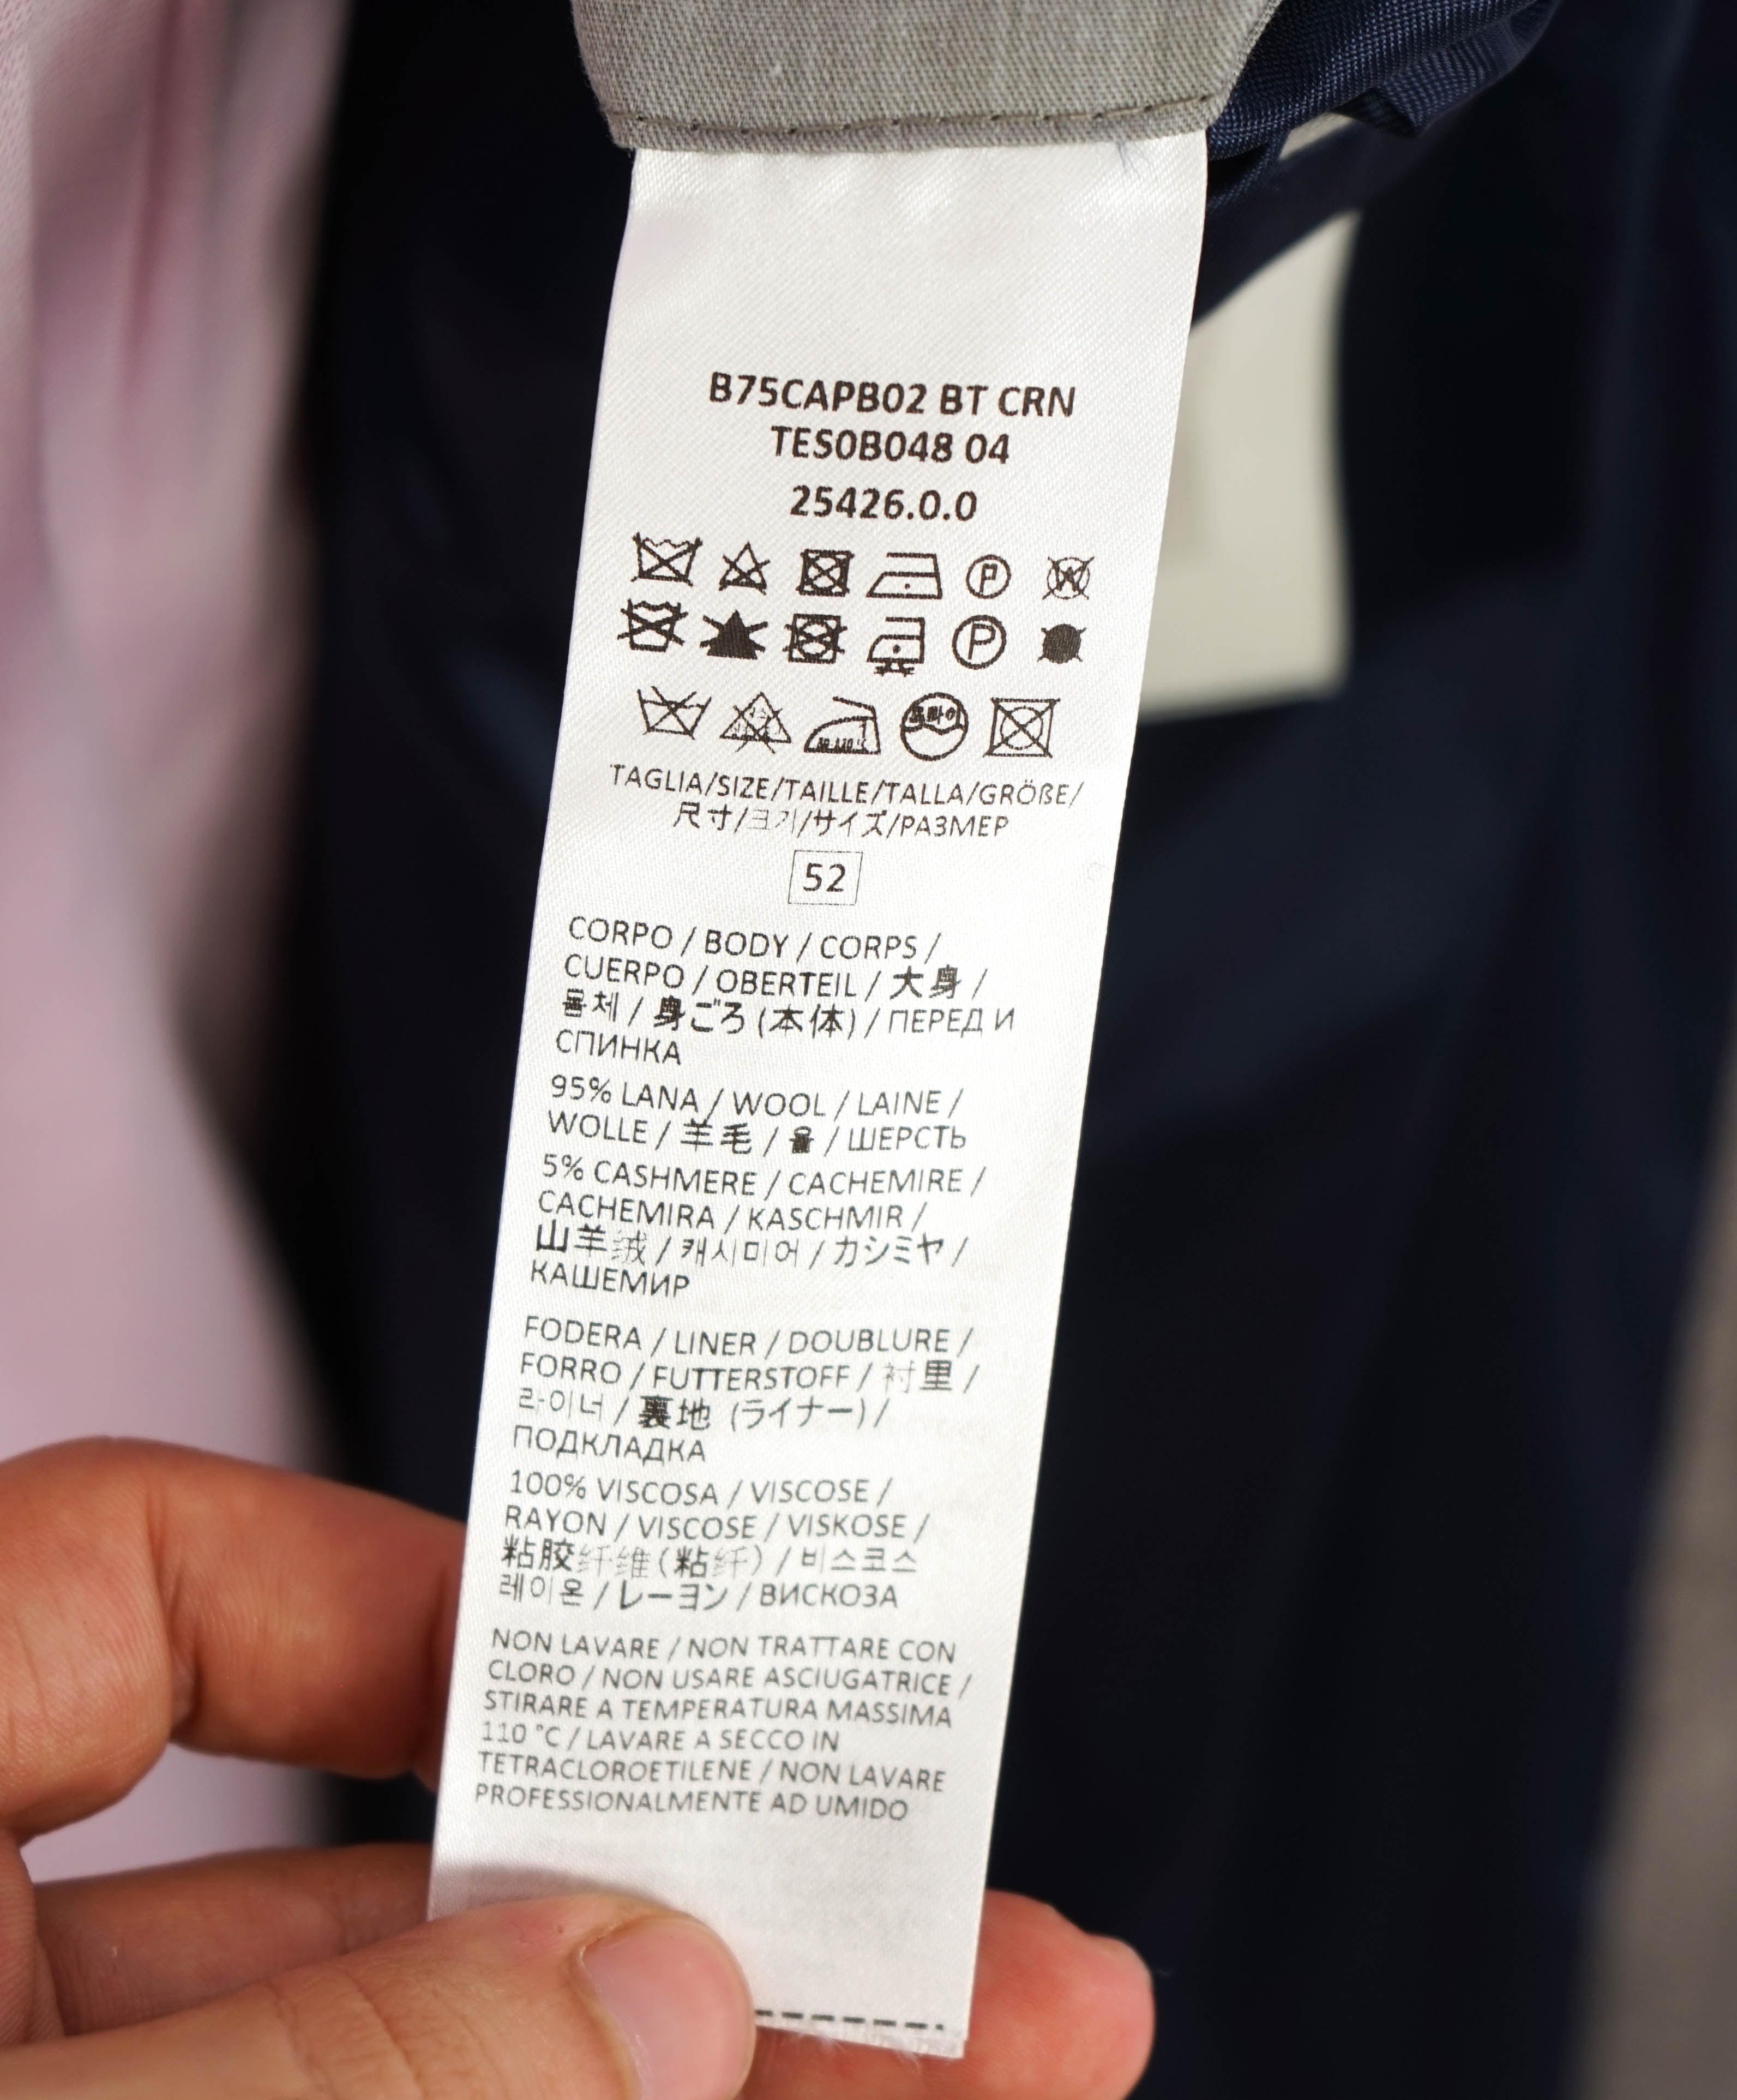 B75CAPB02 BT CRN
TES0B048 04
25426.0.0
P W
P
드라이
TAGLIA/SIZE/TAILLE/TALLA/GRÖßE/
尺寸/크기/サイズ/РАЗМЕР
52
CORPO / BODY / CORPS /
CUERPO / OBERTEIL / 大身 /
몸체 / 身ごろ (本体) / ПЕРЕД И
СПИНКА
95% LANA / WOOL / LAINE /
WOLLE / 羊毛 / 울 / ШЕРСТЬ
5% CASHMERE / CACHEMIRE /
CACHEMIRA / KASCHMIR /
山羊绒 / 캐시미어 / カシミヤ /
КАШЕМИР
FODERA / LINER / DOUBLURE /
FORRO / FUTTERSTOFF / 衬里 /
라이너 / 裏地 (ライナー) /
ПОДКЛАДКА
100% VISCOSA / VISCOSE /
RAYON / VISCOSE / VISKOSE /
粘胶纤维(粘纤) / 비스코스
레이온 / レーヨン / ВИСКОЗА
NON LAVARE / NON TRATTARE CON
CLORO / NON USARE ASCIUGATRICE /
STIRARE A TEMPERATURA MASSIMA
110 °C / LAVARE A SECCO IN
TETRACLOROETILENE / NON LAVARE
PROFESSIONALMENTE AD UMIDO